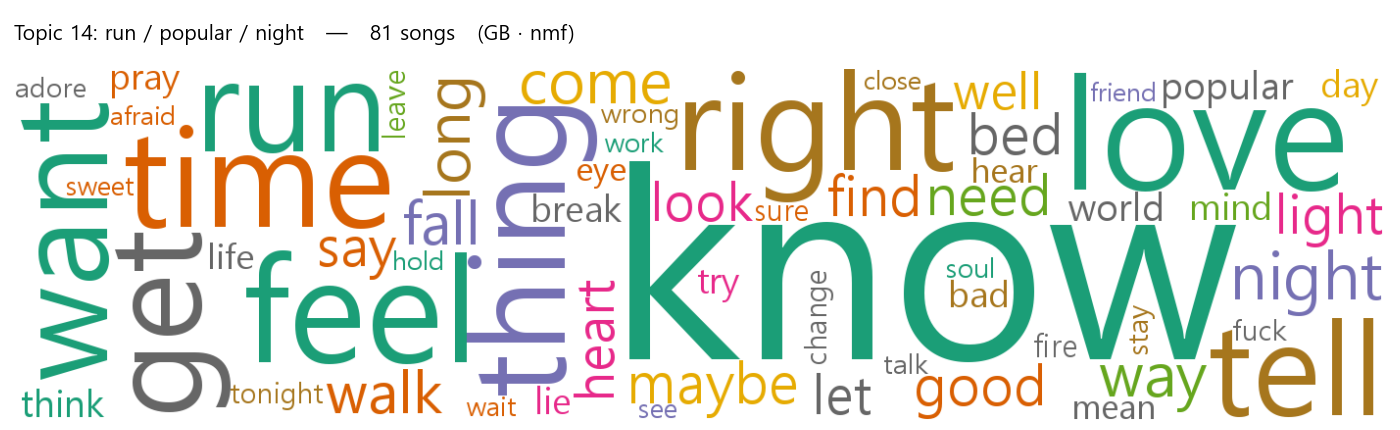 Topic 14: run / popular / night — 81 songs (GB · nmf)
adore pray run leave long come close well friend popular day
afraid wrong right love
want time thing work bed
sweet eye look sure find need hear world mind light
get life say fall hold break know night
feel heart try change soul bad stay fire fuck tell
think tonight walk wait lie maybe see let talk good way mean